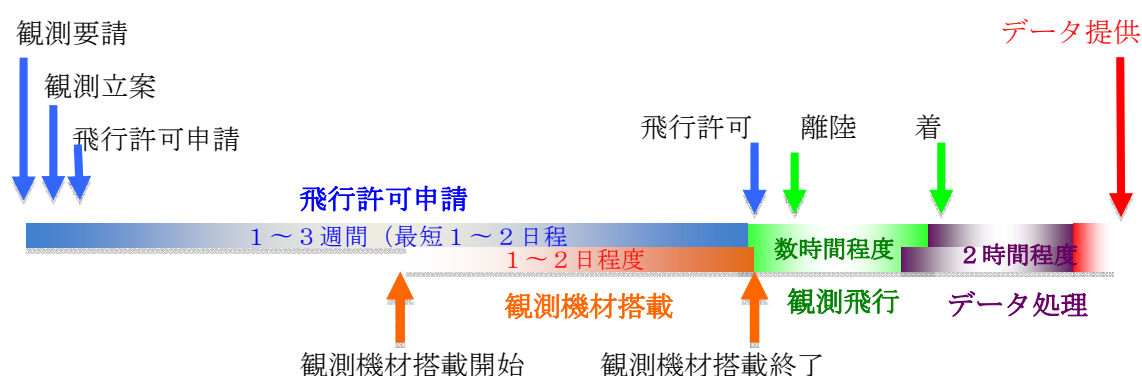 観測要請
データ提供
観測立案
飛行許可申請
飛行許可
離陸
着
飛行許可申請
1～3週間（最短1～2日程
数時間程度
2時間程度
1～2日程度
観測機材搭載
観測飛行
データ処理
観測機材搭載開始
観測機材搭載終了